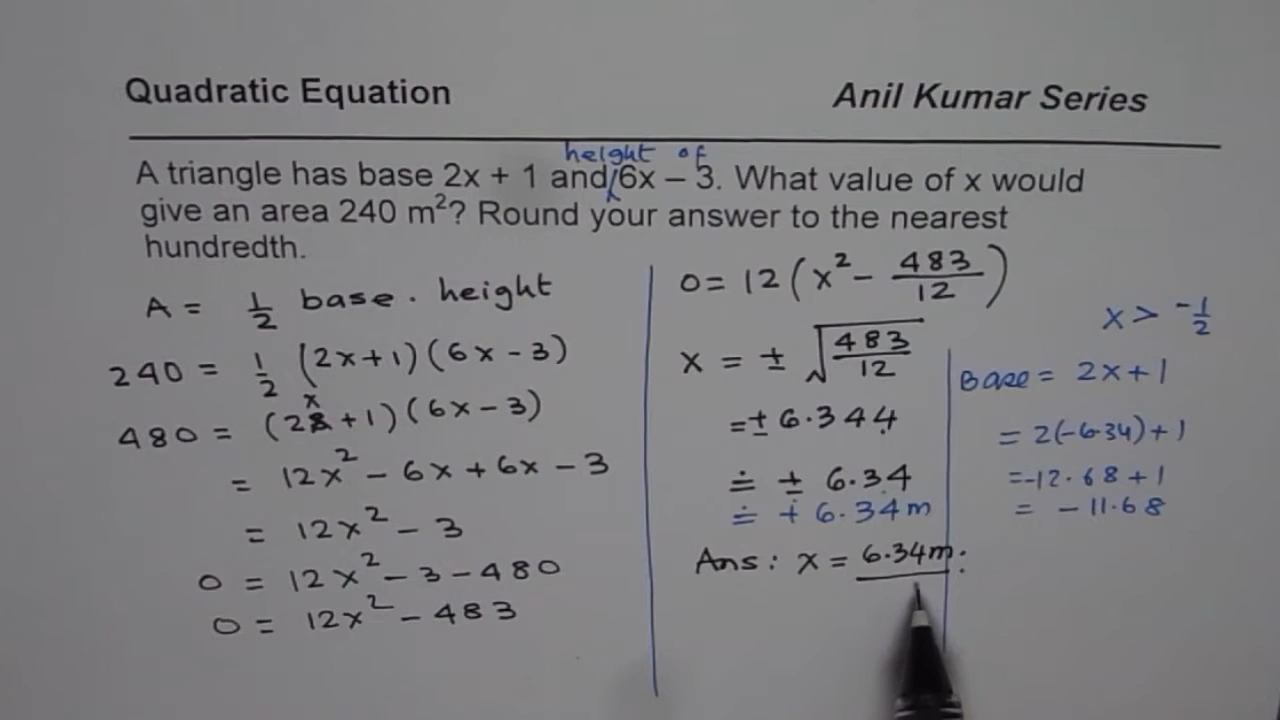 Quadratic Equation
Anil Kumar Series
height of
A triangle has base 2x + 1 and 6x – 3. What value of x would
give an area 240 m²? Round your answer to the nearest
hundredth.
A = 1/2 base . height
240 = 1/2 (2x+1)(6x-3)
x
480 = (2x+1)(6x-3)
= 12x² - 6x + 6x - 3
= 12x² - 3
0 = 12x² - 3 - 480
0 = 12x² - 483
0 = 12(x² - 483/12)
x = ± √(483/12)
= ± 6.344
≐ ± 6.34
≐ + 6.34m
Ans: x = 6.34m.
x > -1/2
Base = 2x+1
= 2(-6.34)+1
= -12.68 + 1
= -11.68